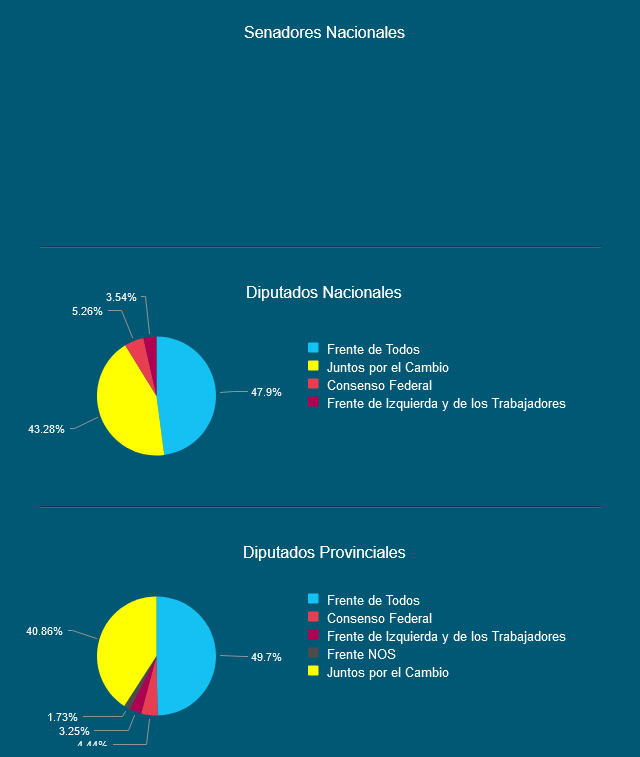 Senadores Nacionales
Diputados Nacionales
3.54%
5.26%
47.9%
43.28%
Frente de Todos
Juntos por el Cambio
Consenso Federal
Frente de Izquierda y de los Trabajadores
Diputados Provinciales
40.86%
49.7%
1.73%
3.25%
4.44%
Frente de Todos
Consenso Federal
Frente de Izquierda y de los Trabajadores
Frente NOS
Juntos por el Cambio